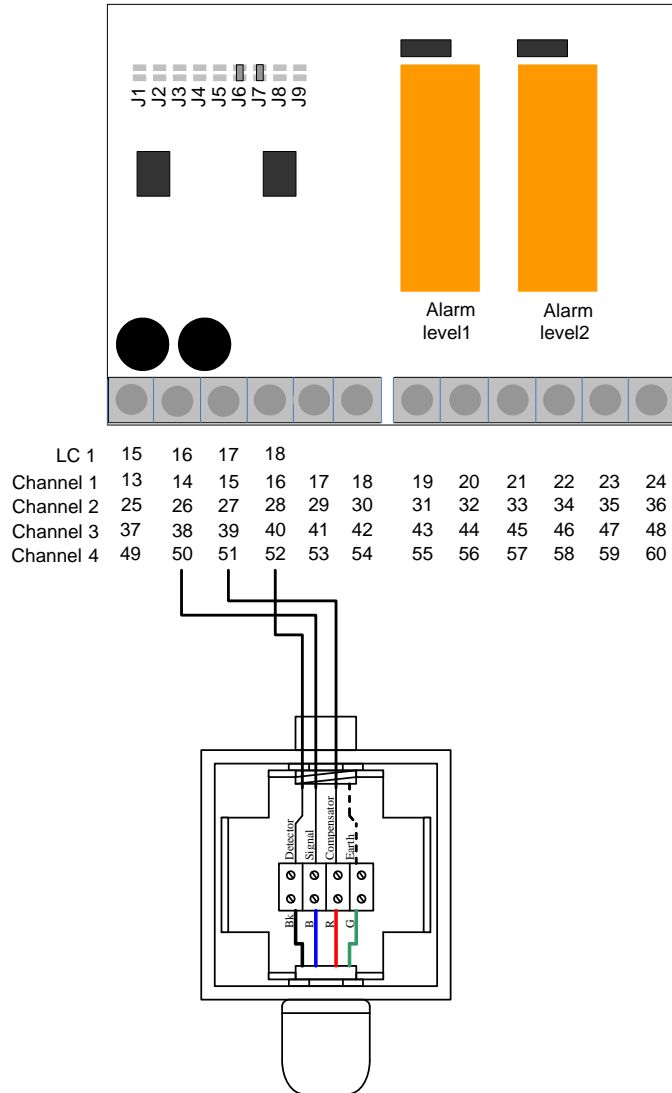 J1 J2 J3 J4 J5 J6 J7 J8 J9
Alarm level1
Alarm level2
LC 1 15 16 17 18
Channel 1 13 14 15 16 17 18 19 20 21 22 23 24
Channel 2 25 26 27 28 29 30 31 32 33 34 35 36
Channel 3 37 38 39 40 41 42 43 44 45 46 47 48
Channel 4 49 50 51 52 53 54 55 56 57 58 59 60
Detector
Signal
Compensator
Earth
Bk
B
R
G